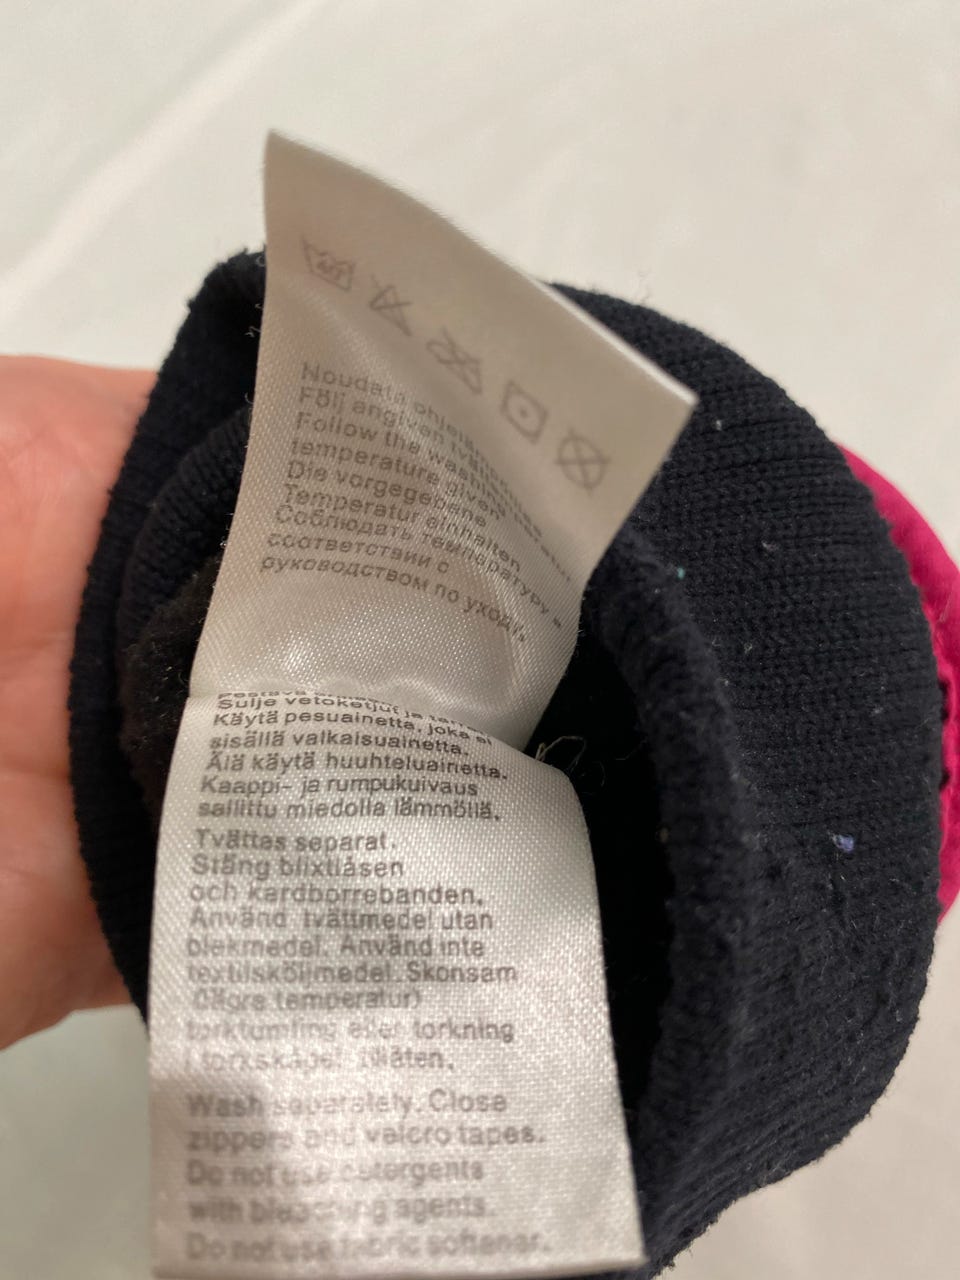 40
Noudata
Följ angiven
Follow the washing
temperature given
Die vorgegebene
Temperatur einhalten
Соблюдать температуру в
соответствии с
руководством по уходу.
Sulje vetoketjut ja
Käytä pesuainetta, joka ei
sisällä valkaisuainetta.
Älä käytä huuhteluainetta.
Kaappi- ja rumpukuivaus
sallittu miedolla lämmöllä.
Tvättas separat.
Stäng blixtlåsen
och kardborrebanden.
Använd tvättmedel utan
blekmedel. Använd inte
textilsköljmedel. Skonsam
(lägre temperatur)
torktumling eller torkning
i torkskåpet tillåten.
Wash separately. Close
zippers and velcro tapes.
Do not use detergents
with bleaching agents.
Do not use fabric softener.